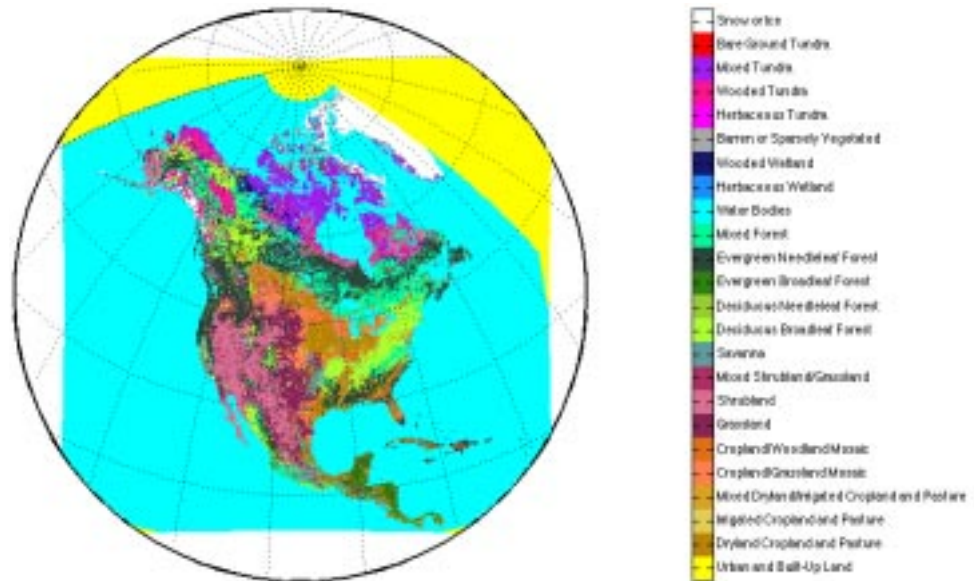 Snow or Ice
Bare Ground Tundra
Mixed Tundra
Wooded Tundra
Herbaceous Tundra
Barren or Sparsely Vegetated
Wooded Wetland
Herbaceous Wetland
Water Bodies
Mixed Forest
Evergreen Needleleaf Forest
Evergreen Broadleaf Forest
Deciduous Needleleaf Forest
Deciduous Broadleaf Forest
Savanna
Mixed Shrubland/Grassland
Shrubland
Grassland
Cropland/Woodland Mosaic
Cropland/Grassland Mosaic
Mixed Dryland/Irrigated Cropland and Pasture
Irrigated Cropland and Pasture
Dryland Cropland and Pasture
Urban and Built-Up Land